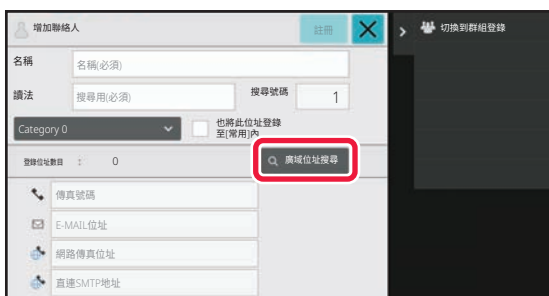 增加聯絡人
註冊
切換到群組登錄
名稱
名稱(必須)
讀法
搜尋用(必須)
搜尋號碼
1
Category 0
也將此位址登錄
至[常用]內
登錄位址數目 : 0
廣域位址搜尋
傳真號碼
E-MAIL位址
網路傳真位址
直連SMTP地址